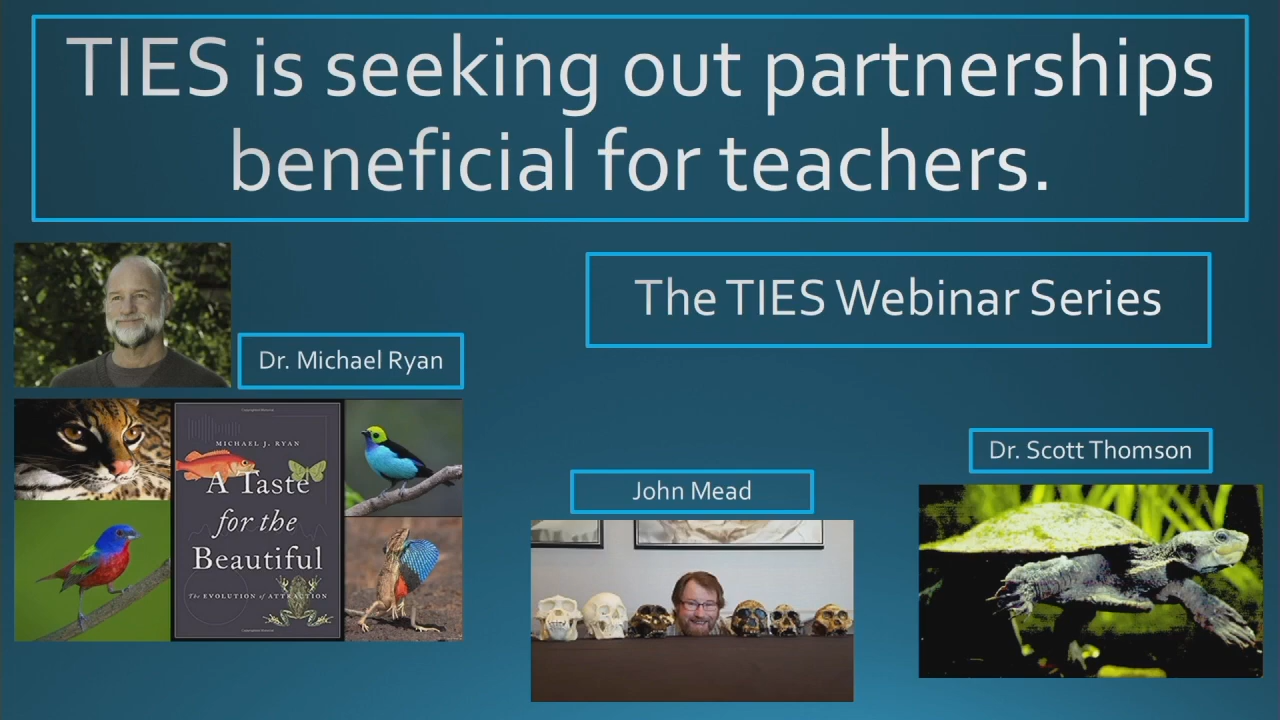 TIES is seeking out partnerships
beneficial for teachers.
The TIES Webinar Series
Dr. Michael Ryan
MICHAEL J. RYAN
A Taste
for the
Beautiful
The EVOLUTION of ATTRACTION
John Mead
Dr. Scott Thomson